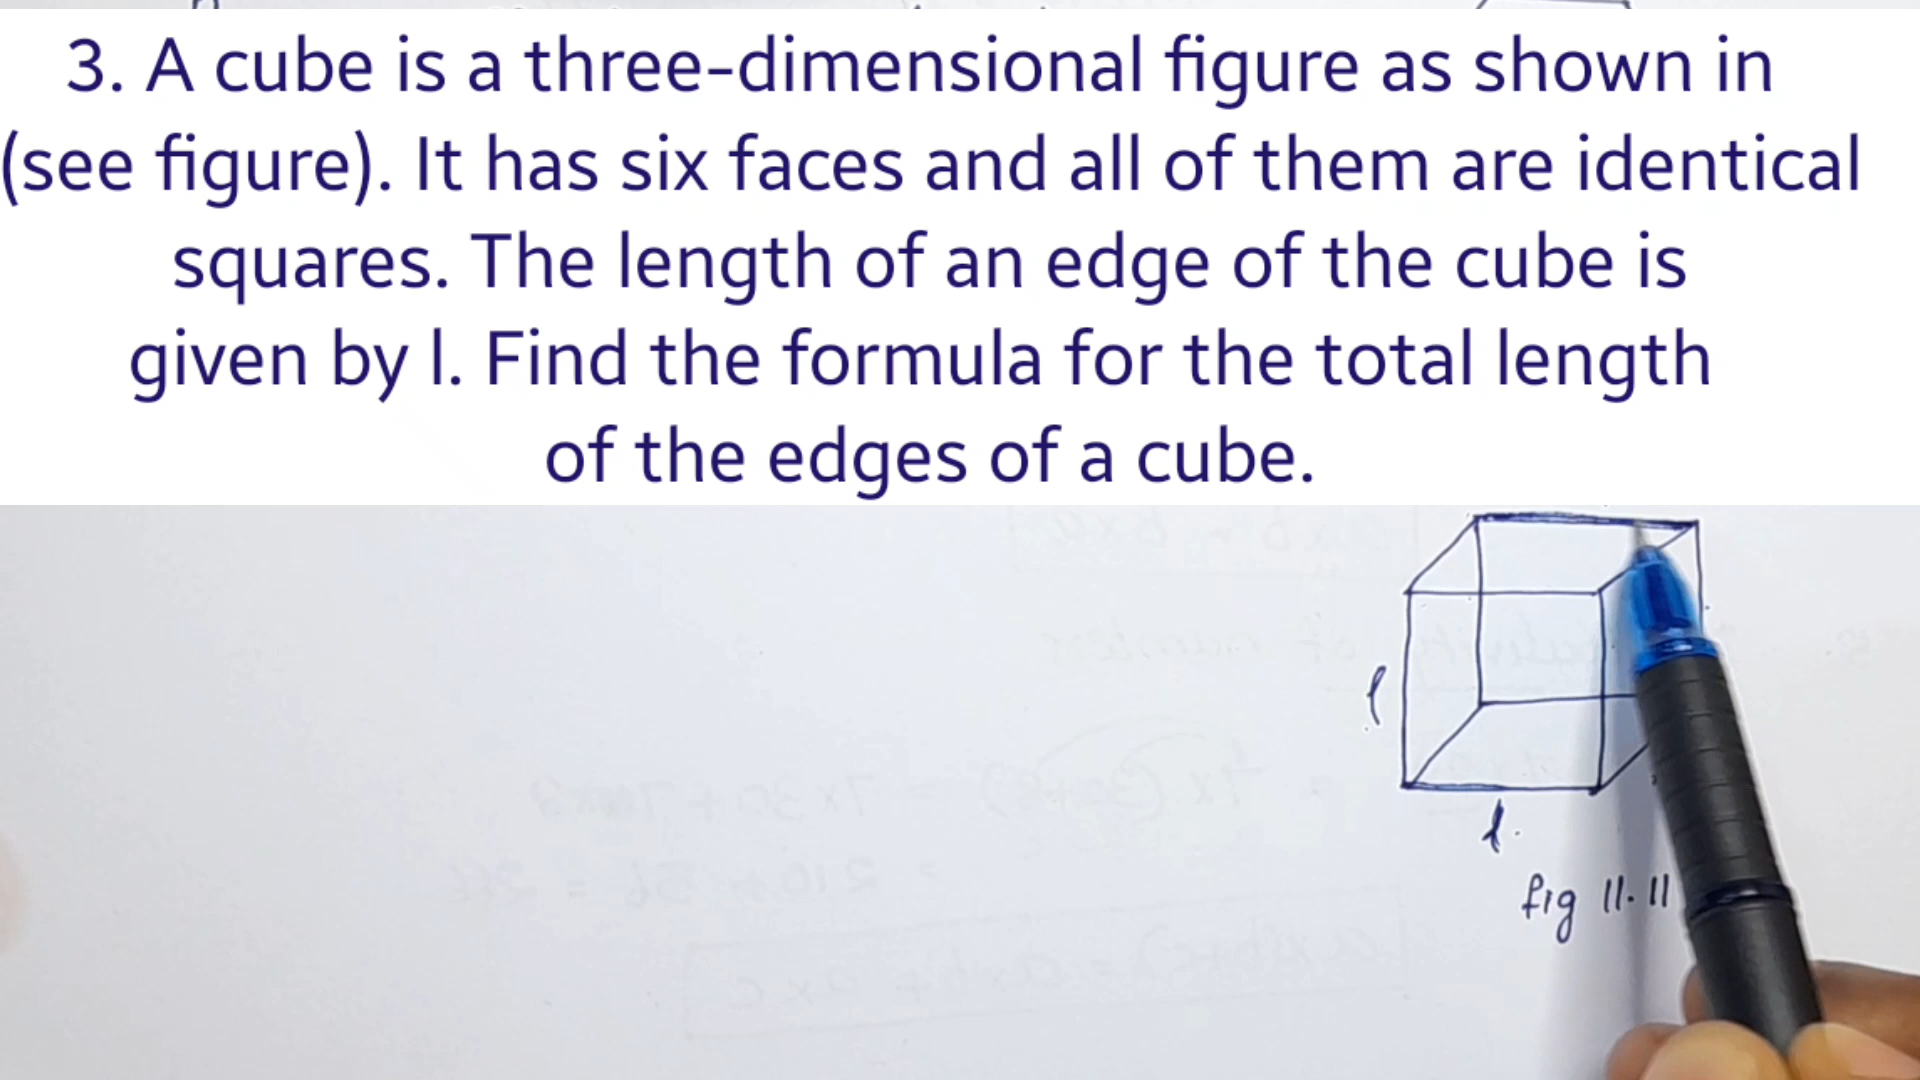 3. A cube is a three-dimensional figure as shown in
(see figure). It has six faces and all of them are identical
squares. The length of an edge of the cube is
given by l. Find the formula for the total length
of the edges of a cube.
l
l.
fig 11.11